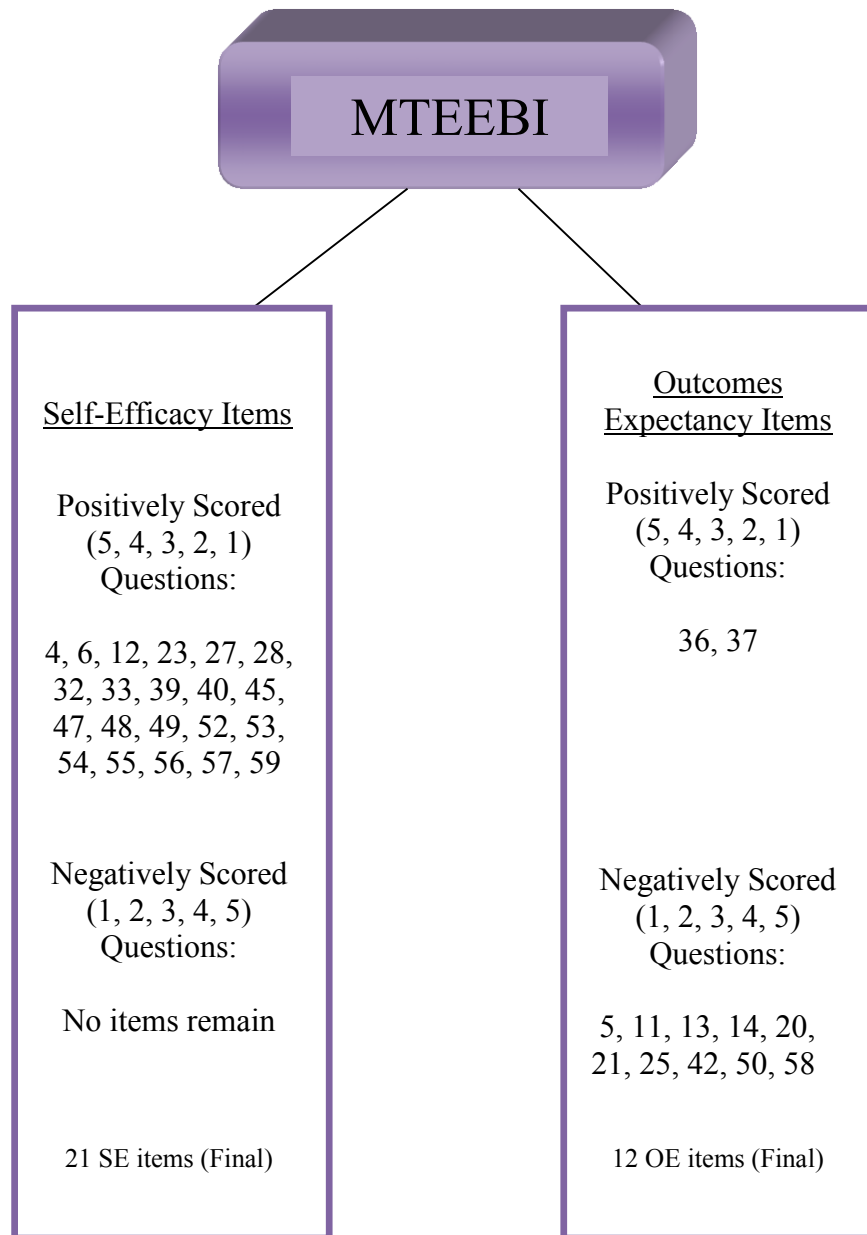 MTEEBI
Self-Efficacy Items
Positively Scored
(5, 4, 3, 2, 1)
Questions:
4, 6, 12, 23, 27, 28,
32, 33, 39, 40, 45,
47, 48, 49, 52, 53,
54, 55, 56, 57, 59
Negatively Scored
(1, 2, 3, 4, 5)
Questions:
No items remain
21 SE items (Final)
Outcomes
Expectancy Items
Positively Scored
(5, 4, 3, 2, 1)
Questions:
36, 37
Negatively Scored
(1, 2, 3, 4, 5)
Questions:
5, 11, 13, 14, 20,
21, 25, 42, 50, 58
12 OE items (Final)